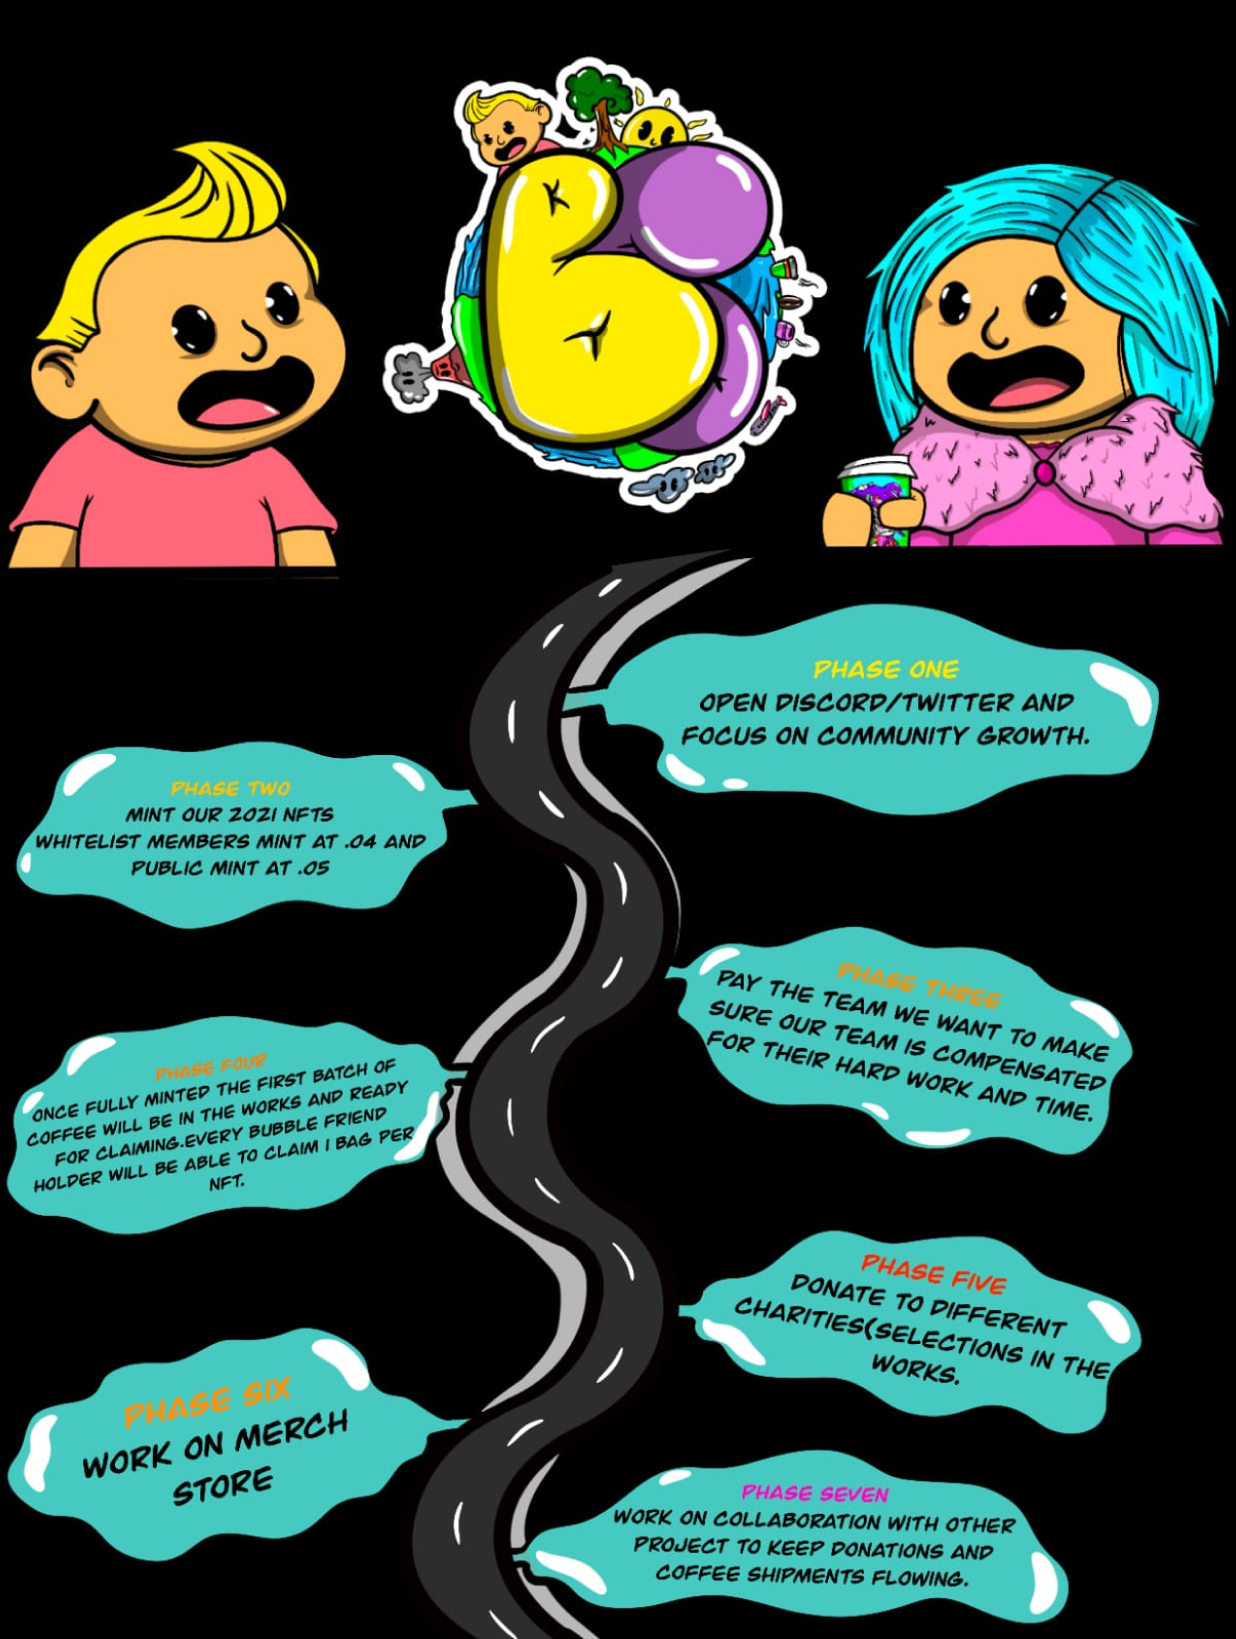 PHASE ONE
OPEN DISCORD/TWITTER AND
FOCUS ON COMMUNITY GROWTH.
PHASE TWO
MINT OUR 2021 NFTS
WHITELIST MEMBERS MINT AT .04 AND
PUBLIC MINT AT .05
PHASE THREE
PAY THE TEAM WE WANT TO MAKE
SURE OUR TEAM IS COMPENSATED
FOR THEIR HARD WORK AND TIME.
PHASE FOUR
ONCE FULLY MINTED THE FIRST BATCH OF
COFFEE WILL BE IN THE WORKS AND READY
FOR CLAIMING.EVERY BUBBLE FRIEND
HOLDER WILL BE ABLE TO CLAIM 1 BAG PER
NFT.
PHASE FIVE
DONATE TO DIFFERENT
CHARITIES(SELECTIONS IN THE
WORKS.
PHASE SIX
WORK ON MERCH
STORE
PHASE SEVEN
WORK ON COLLABORATION WITH OTHER
PROJECT TO KEEP DONATIONS AND
COFFEE SHIPMENTS FLOWING.